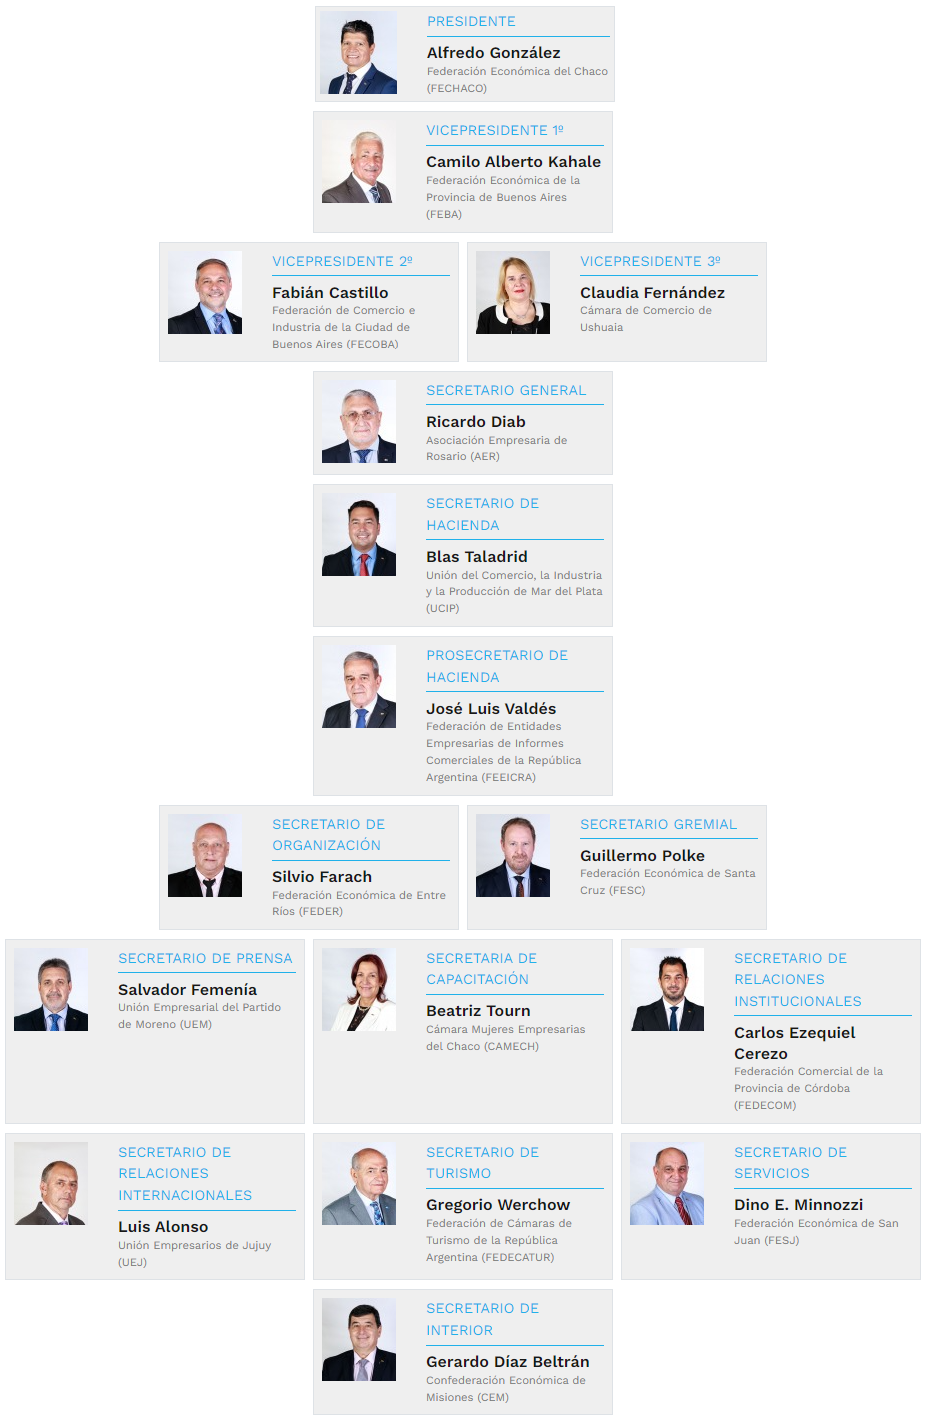 PRESIDENTE
Alfredo González
Federación Económica del Chaco
(FECHACO)
VICEPRESIDENTE 1º
Camilo Alberto Kahale
Federación Económica de la
Provincia de Buenos Aires
(FEBA)
VICEPRESIDENTE 2º
Fabián Castillo
Federación de Comercio e
Industria de la Ciudad de
Buenos Aires (FECOBA)
VICEPRESIDENTE 3º
Claudia Fernández
Cámara de Comercio de
Ushuaia
SECRETARIO GENERAL
Ricardo Diab
Asociación Empresaria de
Rosario (AER)
SECRETARIO DE
HACIENDA
Blas Taladrid
Unión del Comercio, la Industria
y la Producción de Mar del Plata
(UCIP)
PROSECRETARIO DE
HACIENDA
José Luis Valdés
Federación de Entidades
Empresarias de Informes
Comerciales de la República
Argentina (FEEICRA)
SECRETARIO DE
ORGANIZACIÓN
Silvio Farach
Federación Económica de Entre
Ríos (FEDER)
SECRETARIO GREMIAL
Guillermo Polke
Federación Económica de Santa
Cruz (FESC)
SECRETARIO DE PRENSA
Salvador Femenía
Unión Empresarial del Partido
de Moreno (UEM)
SECRETARIA DE
CAPACITACIÓN
Beatriz Tourn
Cámara Mujeres Empresarias
del Chaco (CAMECH)
SECRETARIO DE
RELACIONES
INSTITUCIONALES
Carlos Ezequiel
Cerezo
Federación Comercial de la
Provincia de Córdoba
(FEDECOM)
SECRETARIO DE
RELACIONES
INTERNACIONALES
Luis Alonso
Unión Empresarios de Jujuy
(UEJ)
SECRETARIO DE
TURISMO
Gregorio Werchow
Federación de Cámaras de
Turismo de la República
Argentina (FEDECATUR)
SECRETARIO DE
SERVICIOS
Dino E. Minnozzi
Federación Económica de San
Juan (FESJ)
SECRETARIO DE
INTERIOR
Gerardo Díaz Beltrán
Confederación Económica de
Misiones (CEM)